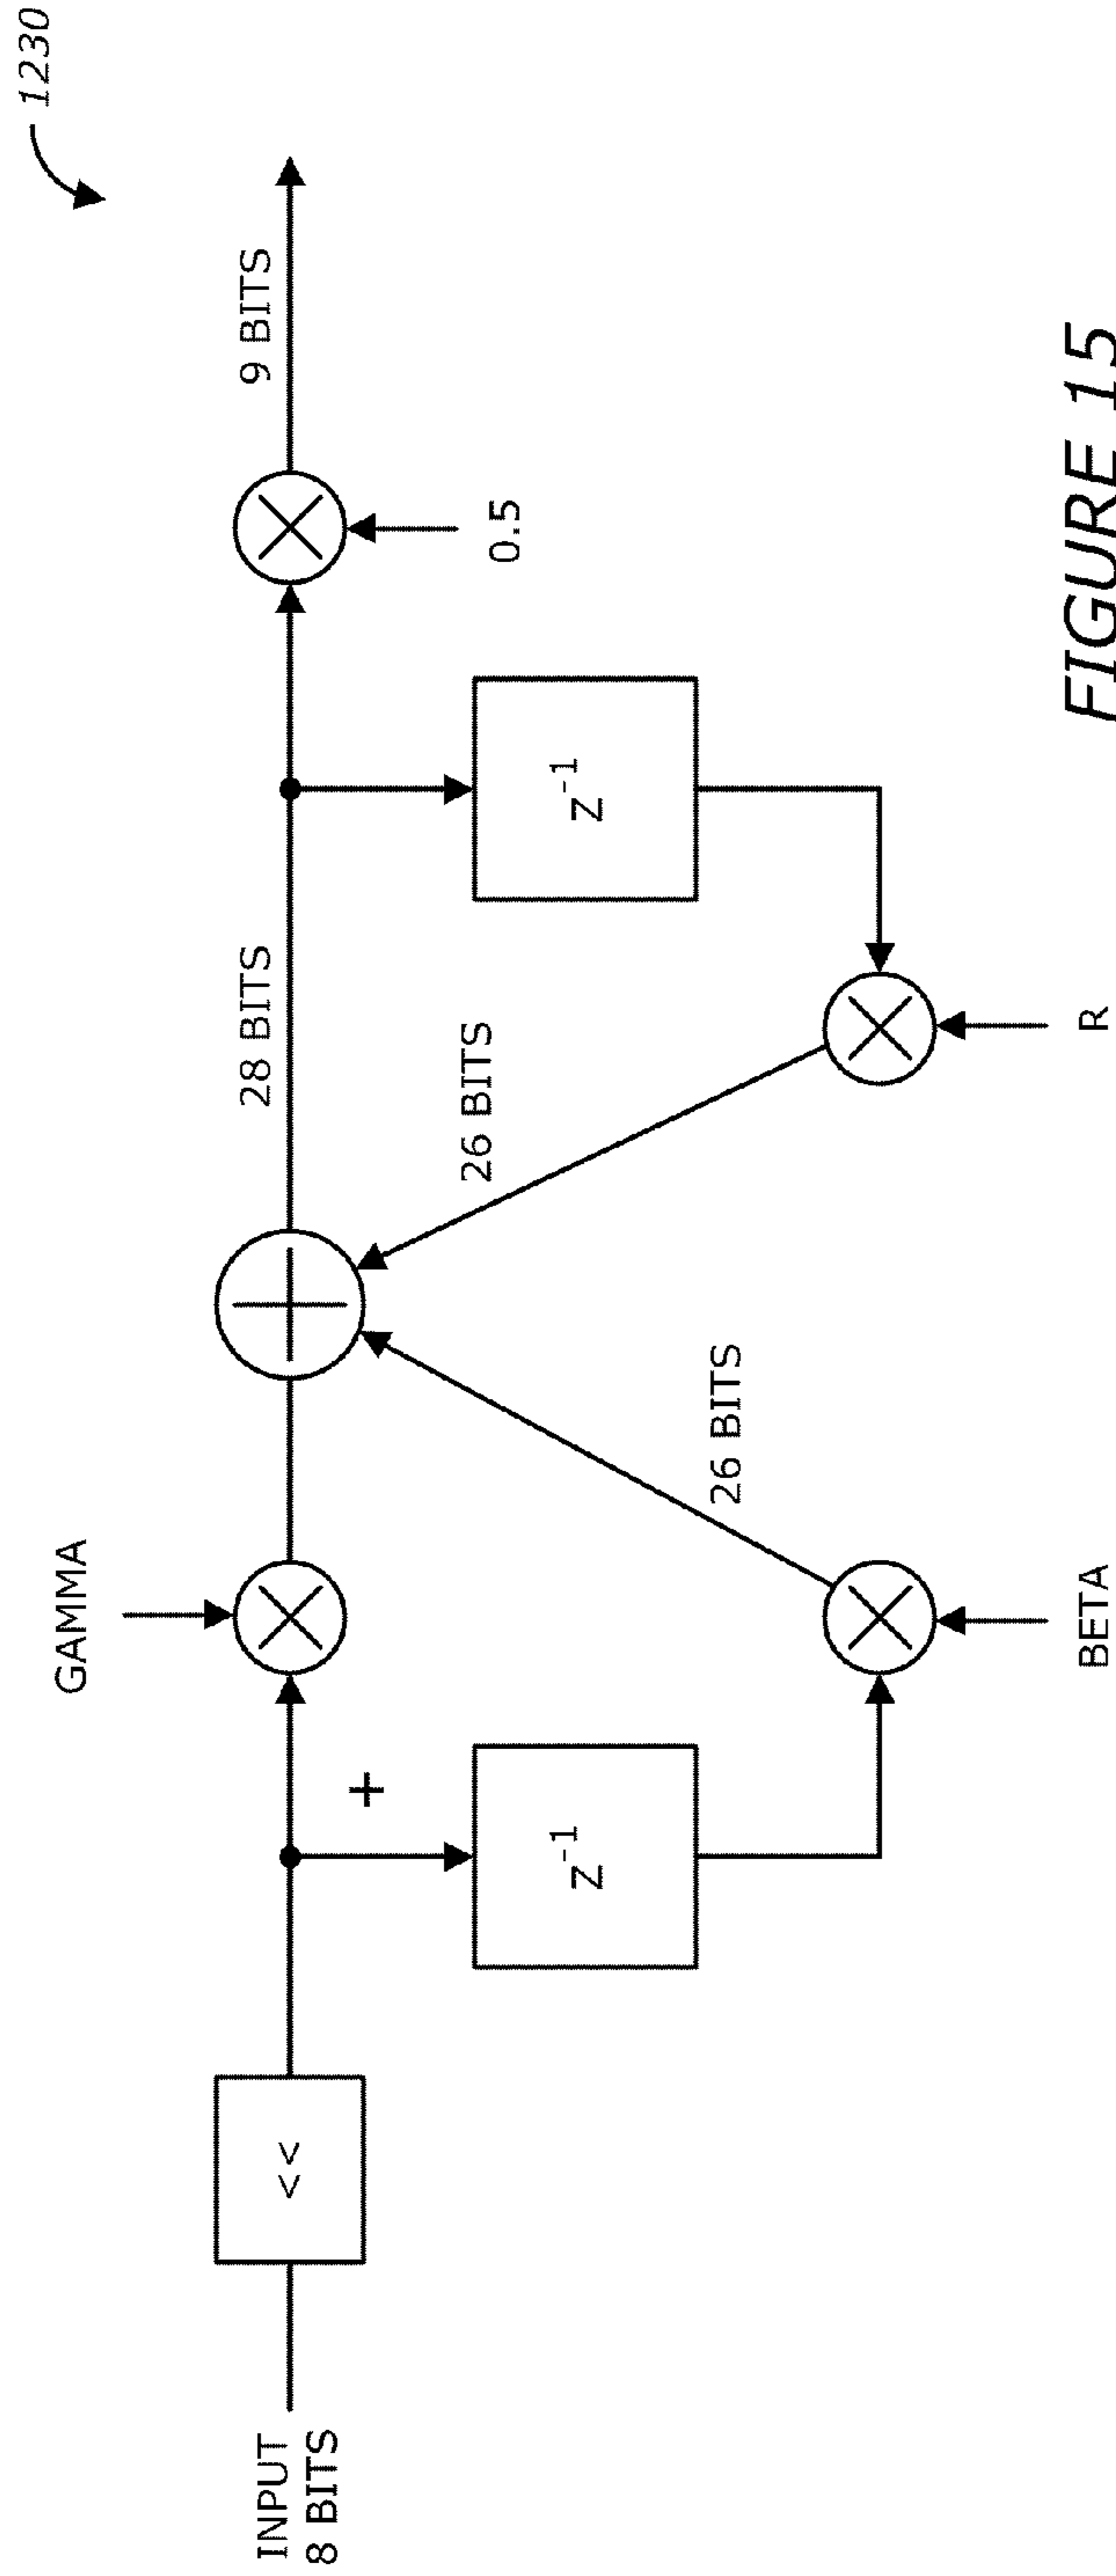 1230
INPUT
8 BITS
<<
+
Z-1
GAMMA
BETA
26 BITS
26 BITS
28 BITS
Z-1
R
0.5
9 BITS
FIGURE 15